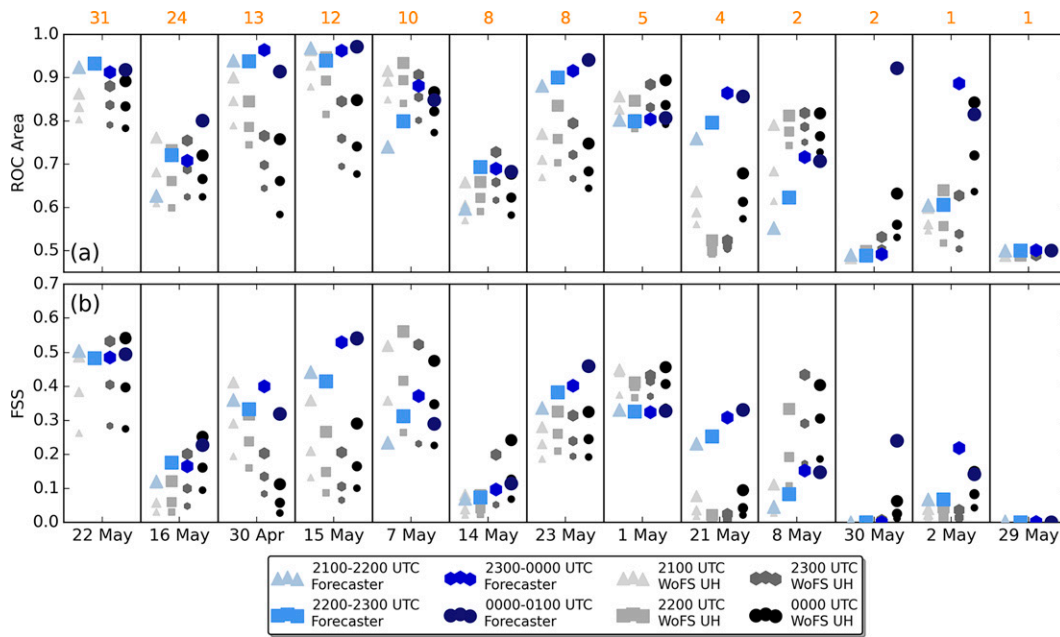 31 24 13 12 10 8 8 5 4 2 2 1 1
1.0
0.9
0.8
0.7
0.6
0.5
ROC Area
(a)
0.7
0.6
0.5
0.4
0.3
0.2
0.1
0.0
FSS
(b)
22 May 16 May 30 Apr 15 May 7 May 14 May 23 May 1 May 21 May 8 May 30 May 2 May 29 May
2100-2200 UTC Forecaster
2300-0000 UTC Forecaster
2100 UTC WoFS UH
2300 UTC WoFS UH
2200-2300 UTC Forecaster
0000-0100 UTC Forecaster
2200 UTC WoFS UH
0000 UTC WoFS UH